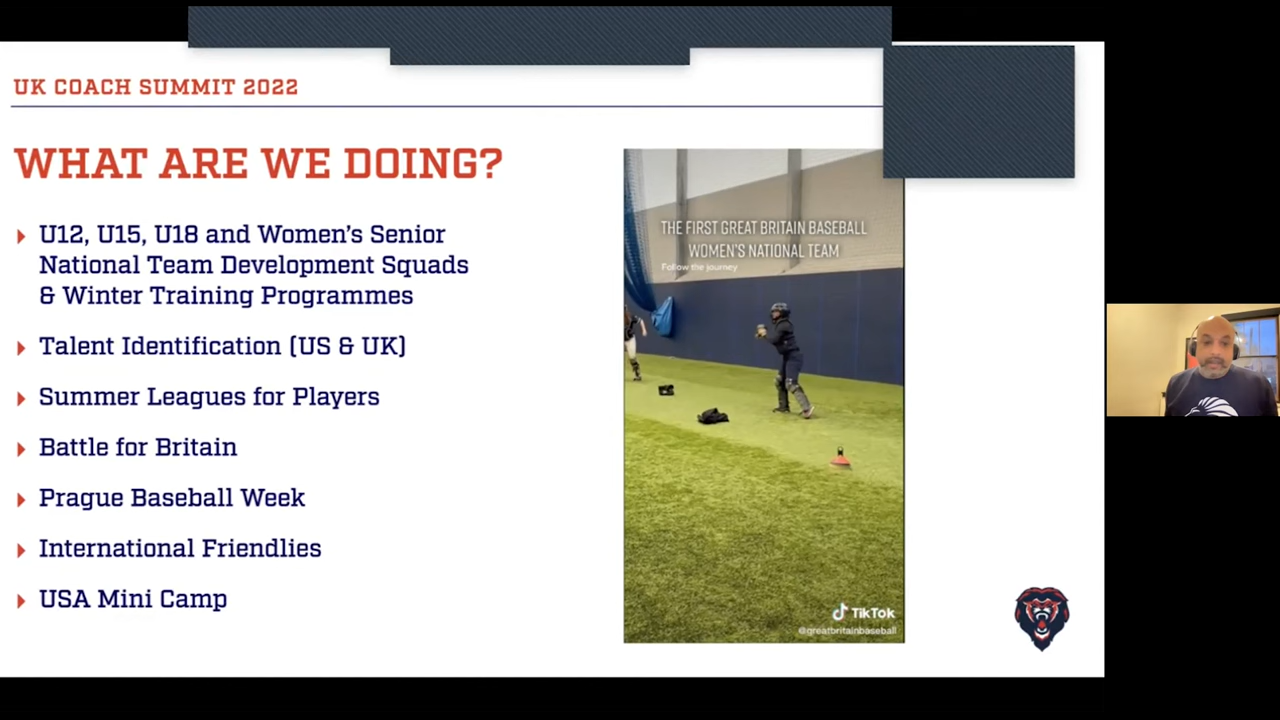 UK COACH SUMMIT 2022
WHAT ARE WE DOING?
U12, U15, U18 and Women's Senior
National Team Development Squads
& Winter Training Programmes
Talent Identification (US & UK)
Summer Leagues for Players
Battle for Britain
Prague Baseball Week
International Friendlies
USA Mini Camp
THE FIRST GREAT BRITAIN BASEBALL
WOMEN'S NATIONAL TEAM
Follow the journey
TikTok
@greatbritainbaseball